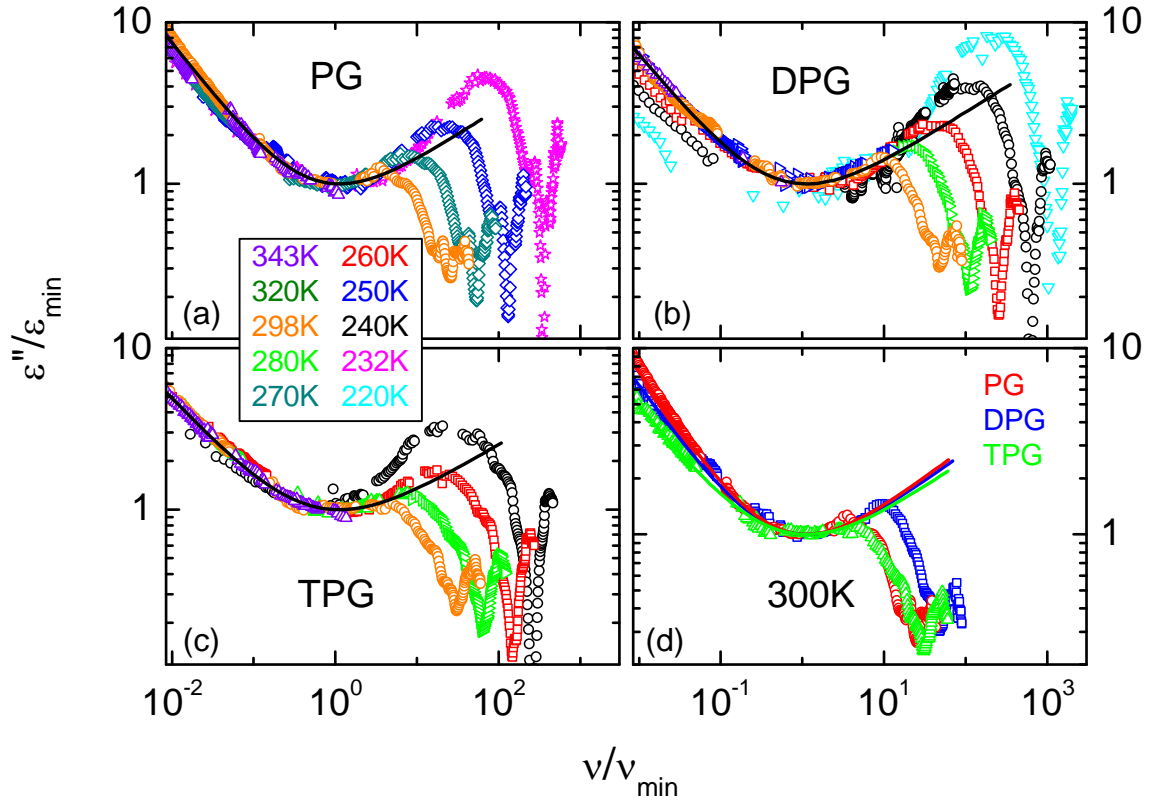 10
10
PG
DPG
1
1
343K 260K
320K 250K
298K 240K
280K 232K
270K 220K
(a)
(b)
ε''/ε_min
10
10
PG
DPG
TPG
1
1
TPG
300K
(c)
(d)
10^-2 10^0 10^2 10^-1 10^1 10^3
ν/ν_min